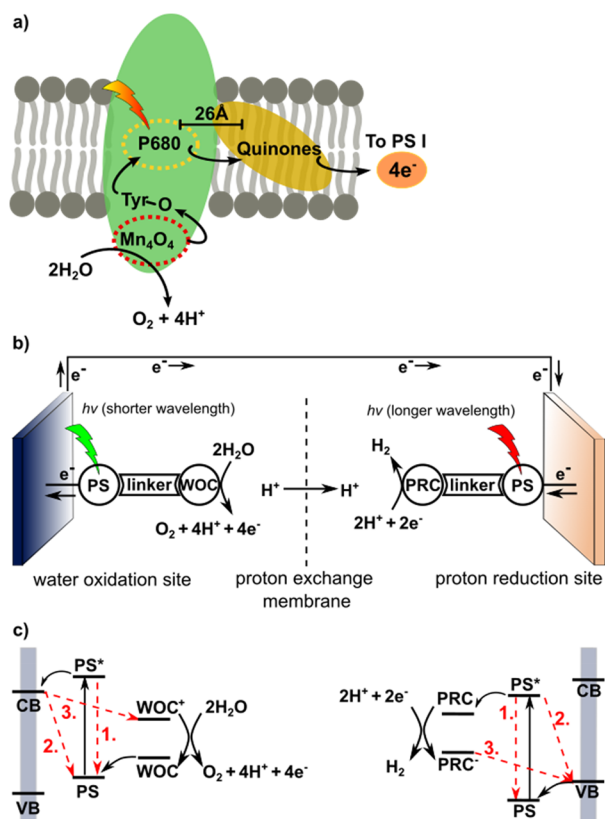 a)
26Å
P680
Quinones
To PS I
4e⁻
Tyr-O
Mn₄O₄
2H₂O
O₂ + 4H⁺
b)
e⁻ e⁻ e⁻ e⁻
hν (shorter wavelength) hν (longer wavelength)
2H₂O H₂
e⁻ PS linker WOC H⁺ H⁺ PRC linker PS e⁻
O₂ + 4H⁺ + 4e⁻ 2H⁺ + 2e⁻
water oxidation site proton exchange membrane proton reduction site
c)
PS* WOC⁺ 2H₂O 2H⁺ + 2e⁻ PRC PS* CB
CB 3. 1. 1. 2.
2. 3.
PS WOC O₂ + 4H⁺ + 4e⁻ H₂ PRC⁻ VB
VB PS